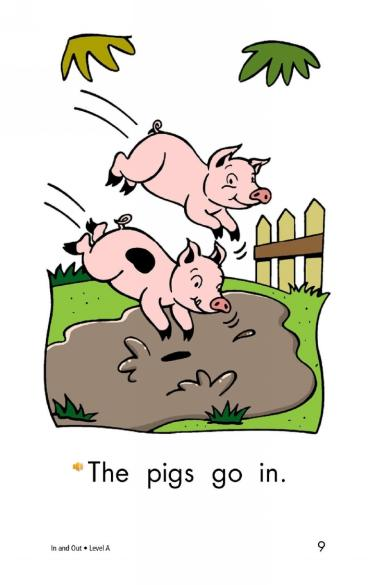 The pigs go in.
In and Out • Level A
9